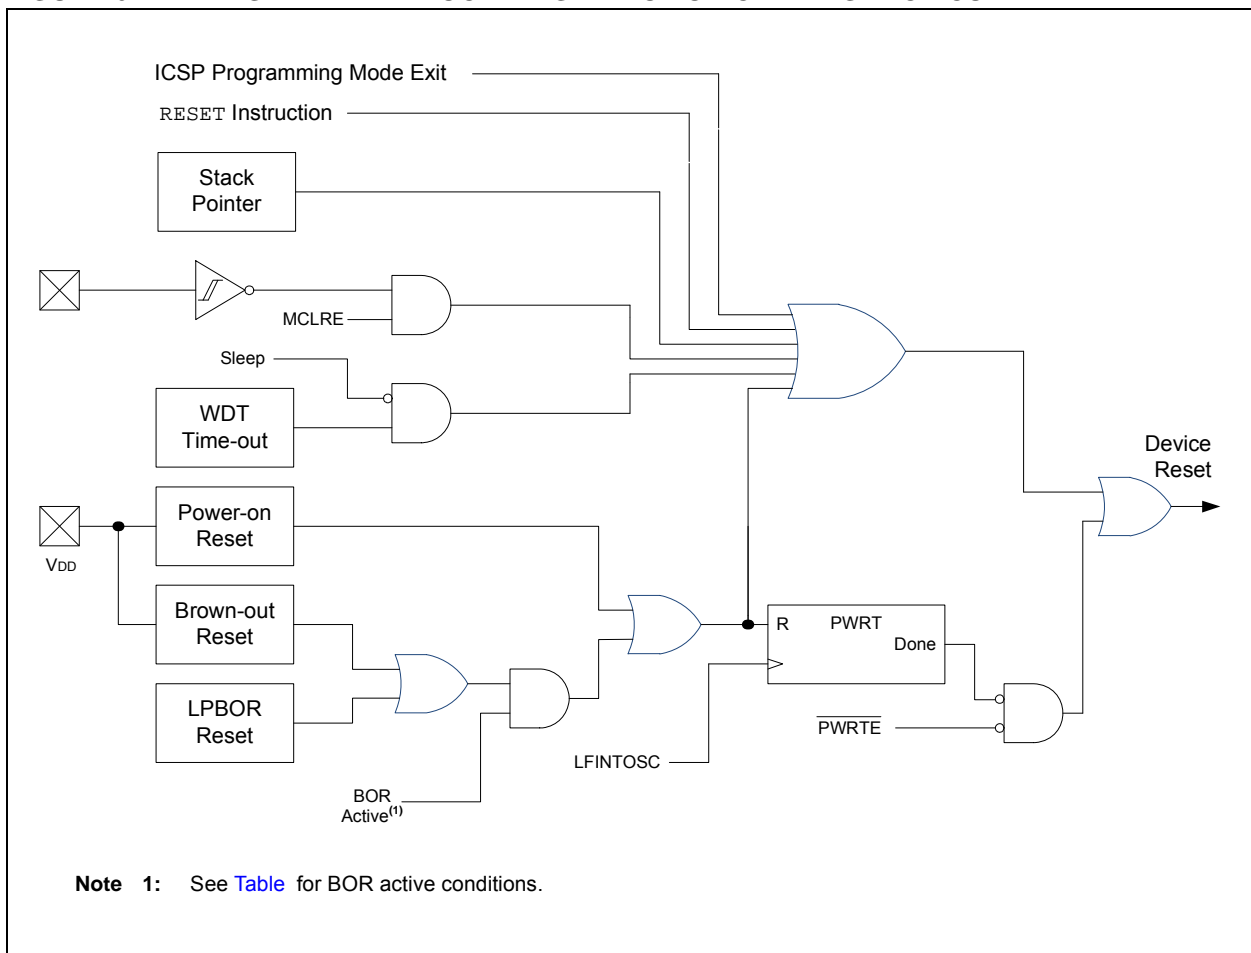 ICSP Programming Mode Exit
RESET Instruction
Stack
Pointer
MCLRE
Sleep
WDT
Time-out
Device
Reset
Power-on
Reset
VDD
Brown-out
Reset
R PWRT
Done
LPBOR
Reset
PWRTE
LFINTOSC
BOR
Active(1)
Note 1: See Table for BOR active conditions.